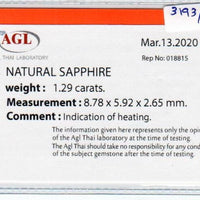 3193/
AGL
THAI LABORATORY
Mar.13.2020
Rep No: 018815
NATURAL SAPPHIRE
weight : 1.29 carats.
Measurement : 8.78 x 5.92 x 2.65 mm.
Comment : Indication of heating.
The information given here represents only the opi
of the Agl Thai laboratory at the time of testing.
The Agl Thai should take no responsibility for any cond
of the subject gemstone after the time of testing.